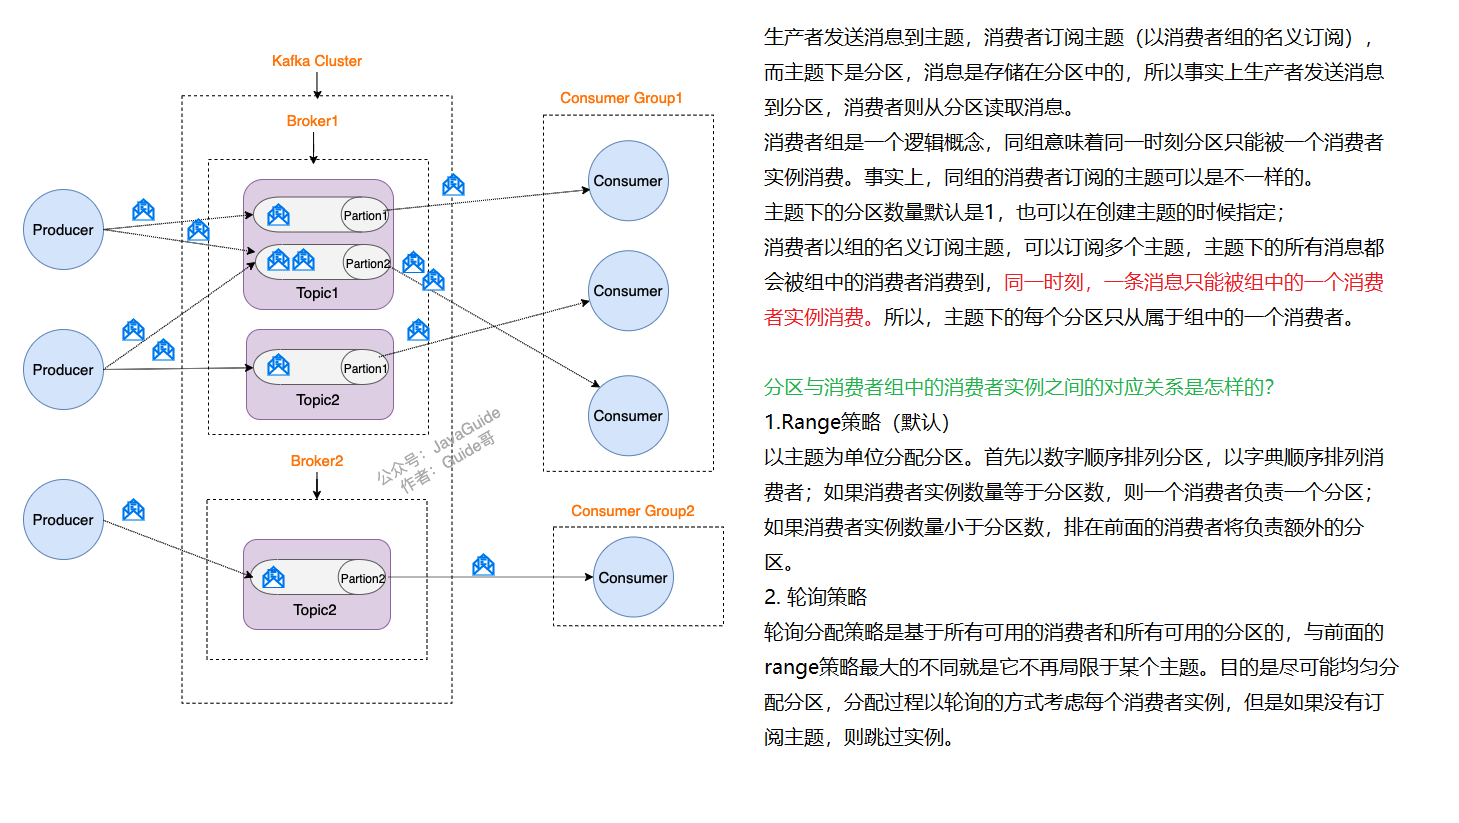 Kafka Cluster
Broker1
Consumer Group1
Producer
Partion1
Partion2
Topic1
Consumer
Consumer
Producer
Partion1
Topic2
Consumer
公众号：JavaGuide
作者：Guide哥
Broker2
Producer
Partion2
Topic2
Consumer Group2
Consumer
生产者发送消息到主题，消费者订阅主题（以消费者组的名义订阅），
而主题下是分区，消息是存储在分区中的，所以事实上生产者发送消息
到分区，消费者则从分区读取消息。
消费者组是一个逻辑概念，同组意味着同一时刻分区只能被一个消费者
实例消费。事实上，同组的消费者订阅的主题可以是不一样的。
主题下的分区数量默认是1，也可以在创建主题的时候指定；
消费者以组的名义订阅主题，可以订阅多个主题，主题下的所有消息都
会被组中的消费者消费到，同一时刻，一条消息只能被组中的一个消费
者实例消费。所以，主题下的每个分区只从属于组中的一个消费者。
分区与消费者组中的消费者实例之间的对应关系是怎样的？
1.Range策略（默认）
以主题为单位分配分区。首先以数字顺序排列分区，以字典顺序排列消
费者；如果消费者实例数量等于分区数，则一个消费者负责一个分区；
如果消费者实例数量小于分区数，排在前面的消费者将负责额外的分
区。
2. 轮询策略
轮询分配策略是基于所有可用的消费者和所有可用的分区的，与前面的
range策略最大的不同就是它不再局限于某个主题。目的是尽可能均匀分
配分区，分配过程以轮询的方式考虑每个消费者实例，但是如果没有订
阅主题，则跳过实例。